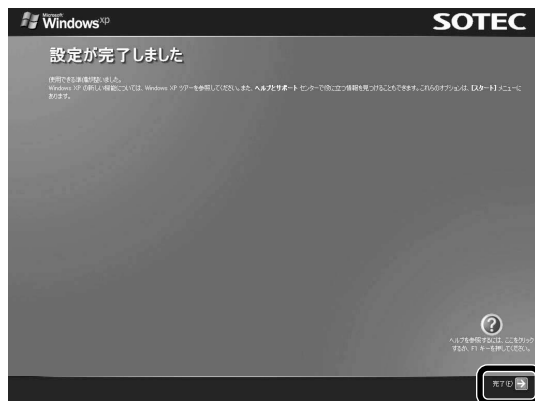 Microsoft
Windows xp
SOTEC
設定が完了しました
使用できる準備が整いました。
Windows XP の新しい機能については、Windows XP ツアーを参照してください。また、ヘルプとサポート センターで役に立つ情報を見つけることもできます。これらのオプションは、[スタート] メニューに
あります。
ヘルプを参照するには、ここをクリック
するか、F1 キーを押してください。
完了(F)